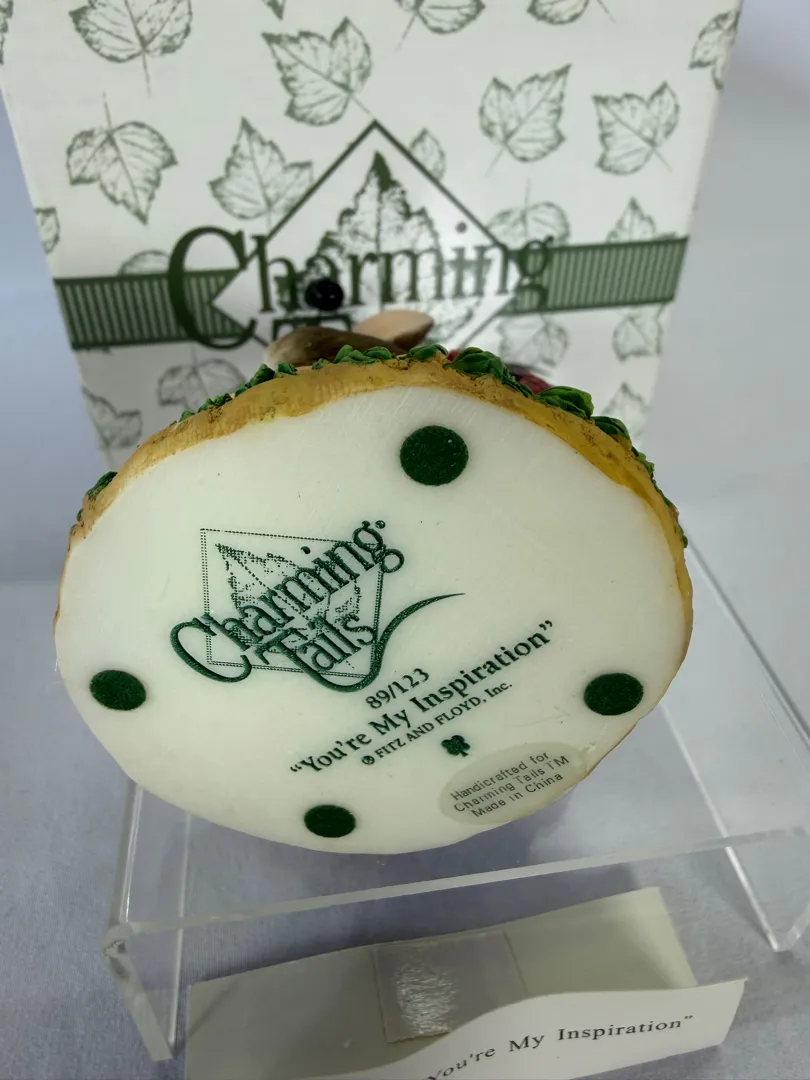 Charming
Charming
Tails
89/123
“You're My Inspiration”
© FITZ AND FLOYD, Inc.
Handicrafted for
Charming Tails TM
Made in China
You're My Inspiration”